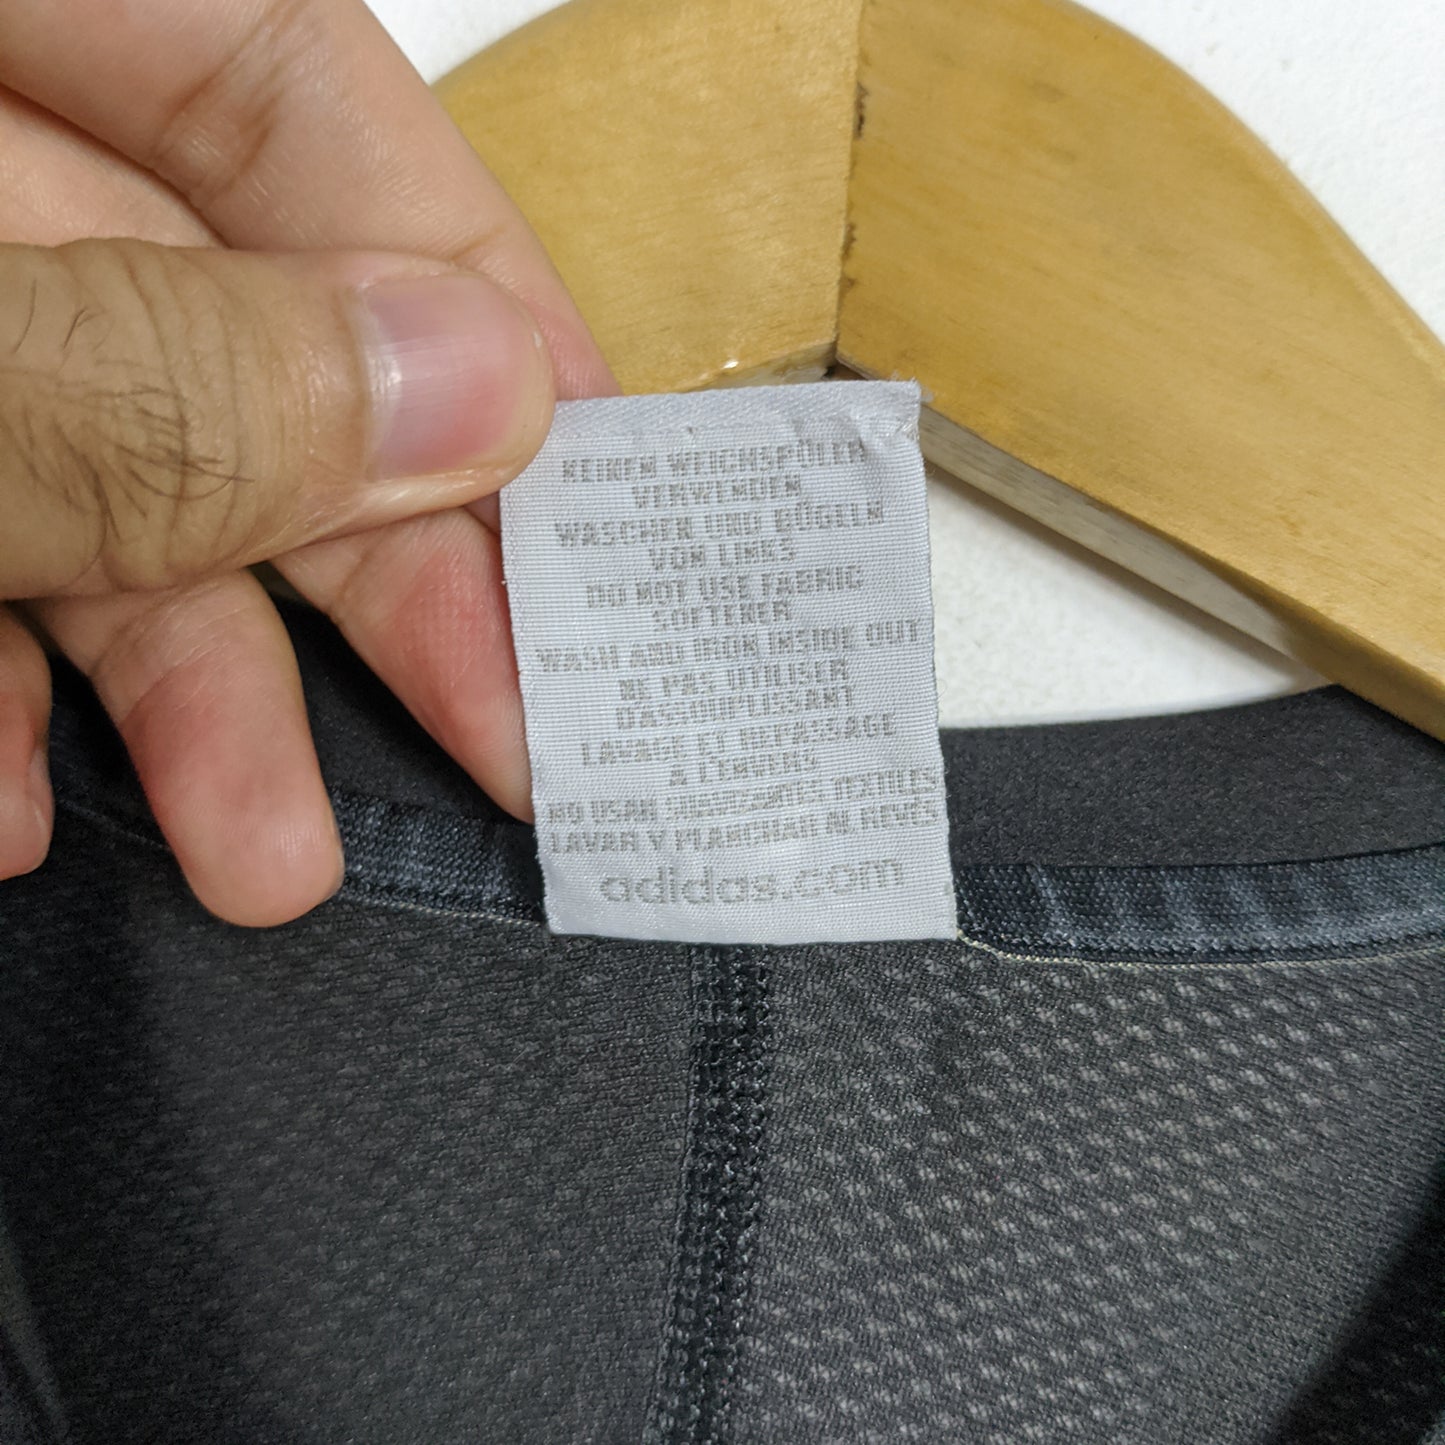 KEINEN WEICHSPÜLER
VERWENDEN
WASCHEN UND BÜGELN
VON LINKS
DO NOT USE FABRIC
SOFTENER
WASH AND IRON INSIDE OUT
NE PAS UTILISER
D'ASSOUPLISSANT
LAVAGE ET REPASSAGE
A L'ENVERS
NO USAR SUAVIZANTES TEXTILES
LAVAR Y PLANCHAR AL REVÉS
adidas.com